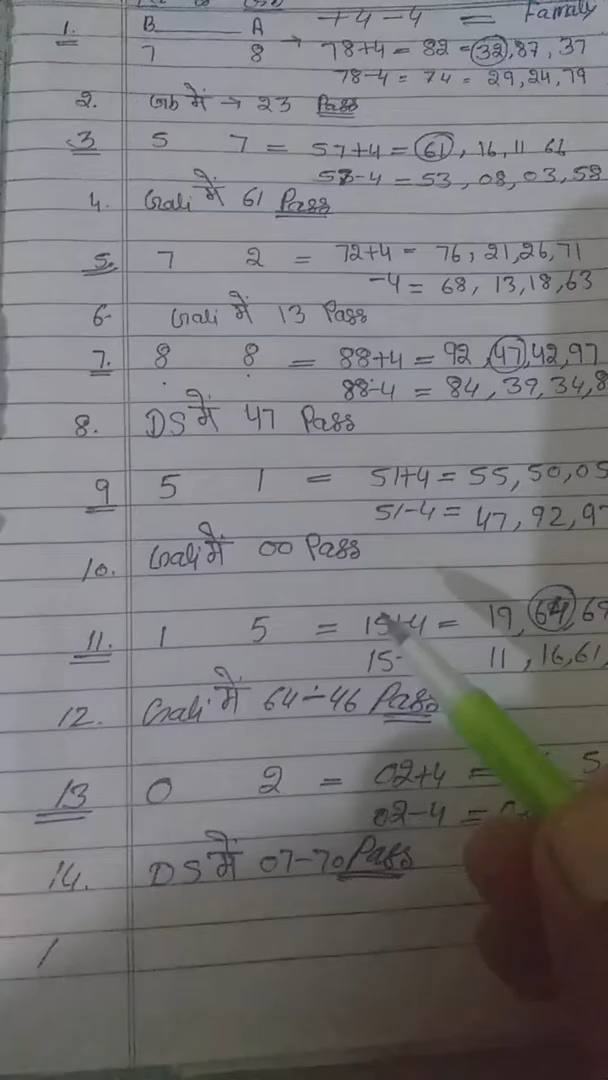 B A +4-4 = Family
1. 7 8 → 78+4 = 82 = 32, 87, 37
78-4 = 74 = 29, 24, 79
2. में → 23 Pass
3 5 7 = 57+4 = 61, 16, 11 66
57-4 = 53, 08, 03, 58
4. Gali में 61 Pass
5. 7 2 = 72+4 = 76, 21, 26, 71
-4 = 68, 13, 18, 63
6- Gali में 13 Pass
7. 8 8 = 88+4 = 92, 47, 42, 97
88-4 = 84, 39, 34, 8
8. DS में 47 Pass
9 5 1 = 51+4 = 55, 50, 05
51-4 = 47, 92, 97
10. Gali में 00 Pass
11. 1 5 = 15+4 = 19, 64, 69
15- 11, 16, 61,
12. Gali में 64-46 Pass
13 0 2 = 02+4 = 5
02-4 =
14. DS में 07-70 Pass
1